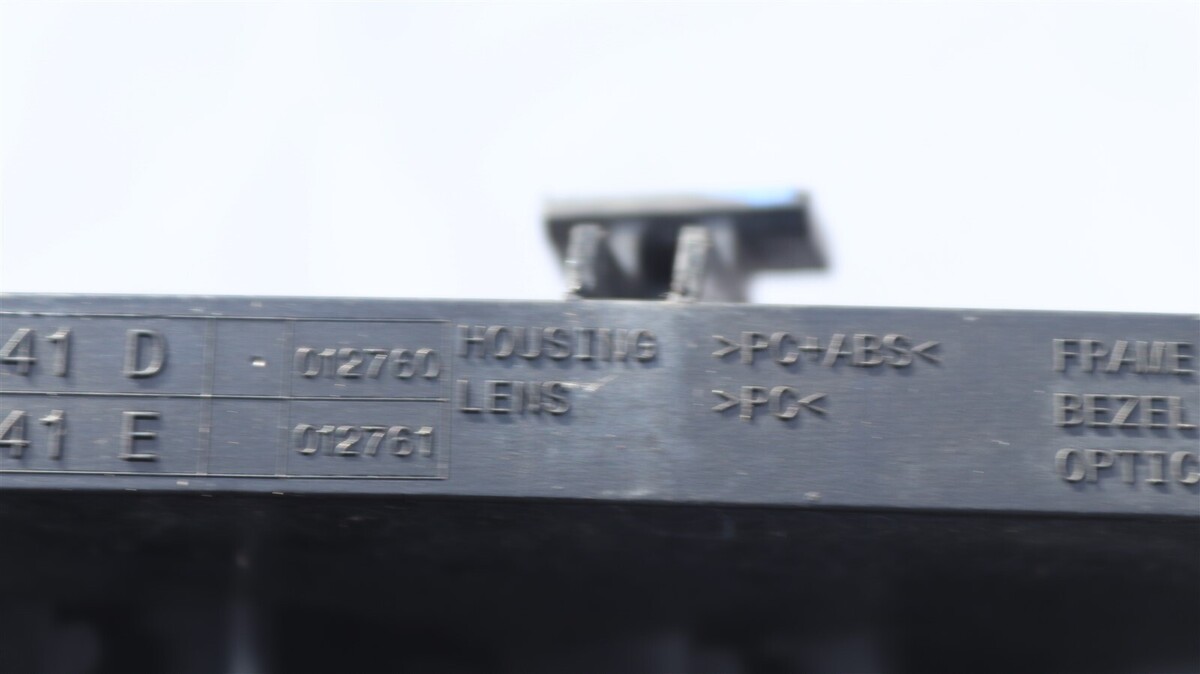 41 D - 012760 HOUSING >PC+ABS< FRAME
41 E 012761 LENS >PC< BEZEL
OPTIC